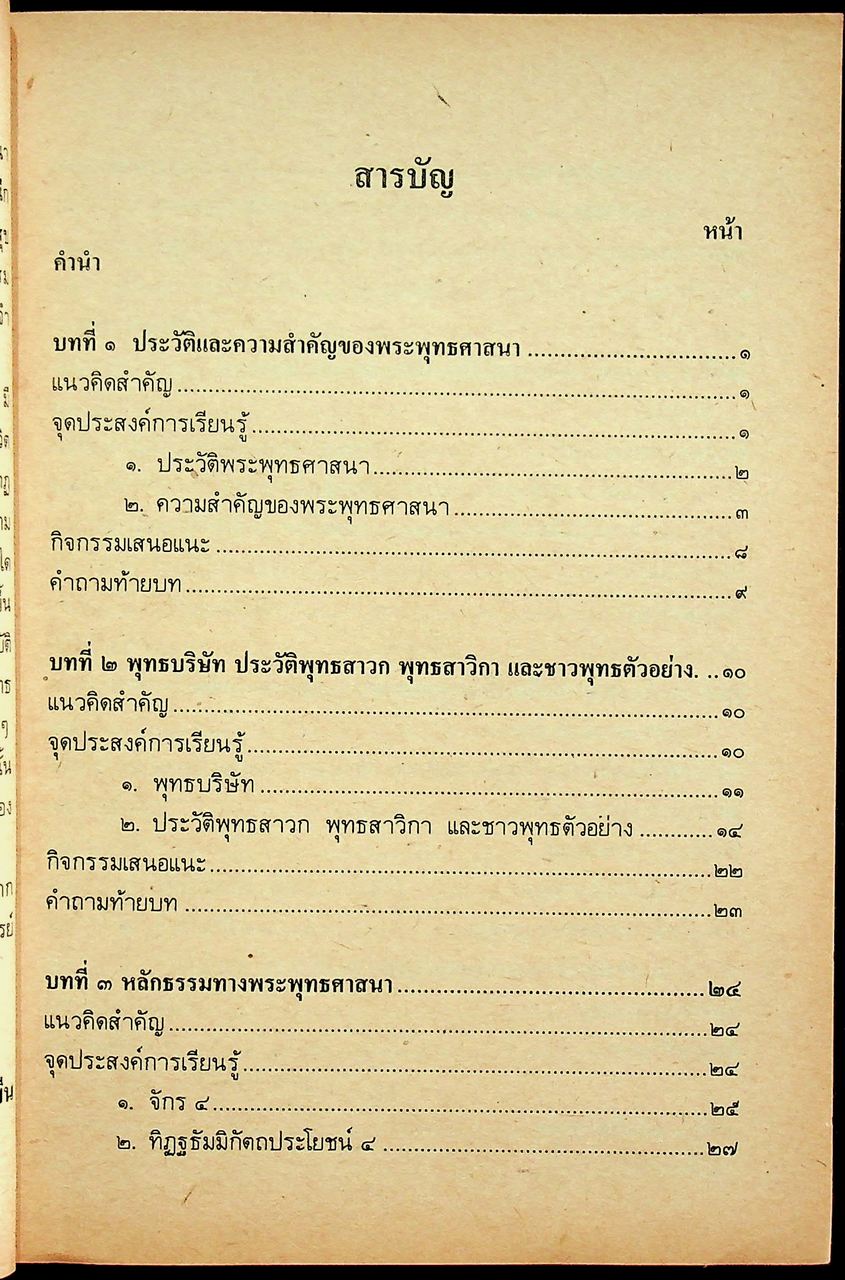 สารบัญ
หน้า
คำนำ
บทที่ ๑ ประวัติและความสำคัญของพระพุทธศาสนา ................................๑
แนวคิดสำคัญ................................๑
จุดประสงค์การเรียนรู้................................๑
๑. ประวัติพระพุทธศาสนา................................๒
๒. ความสำคัญของพระพุทธศาสนา................................๓
กิจกรรมเสนอแนะ ................................๘
คำถามท้ายบท................................๙
บทที่ ๒ พุทธบริษัท ประวัติพุทธสาวก พุทธสาวิกา และชาวพุทธตัวอย่าง. ..๑๐
แนวคิดสำคัญ................................๑๐
จุดประสงค์การเรียนรู้................................๑๐
๑. พุทธบริษัท................................๑๑
๒. ประวัติพุทธสาวก พุทธสาวิกา และชาวพุทธตัวอย่าง ............๑๔
กิจกรรมเสนอแนะ................................๒๒
คำถามท้ายบท ................................๒๓
บทที่ ๓ หลักธรรมทางพระพุทธศาสนา................................๒๔
แนวคิดสำคัญ................................๒๔
จุดประสงค์การเรียนรู้................................๒๔
๑. จักร ๔................................๒๕
๒. ทิฏฐธัมมิกัตถประโยชน์ ๔ ................................๒๗